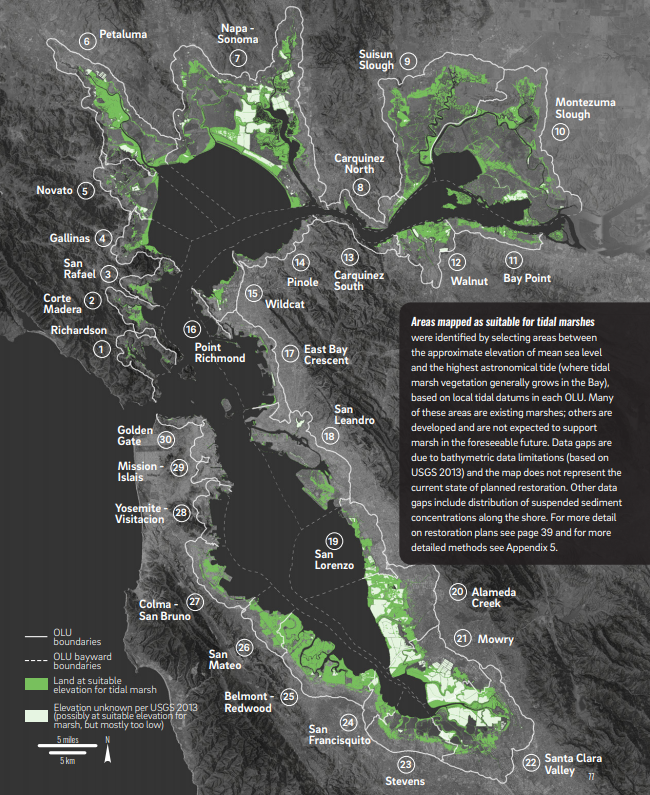 Petaluma
6
Napa -
Sonoma
7
Suisun
Slough
9
Montezuma
Slough
10
Carquinez
North
8
Novato
5
Gallinas
4
San
Rafael
3
Corte
Madera
2
Richardson
1
14
Pinole
13
Carquinez
South
12
Walnut
11
Bay Point
15
Wildcat
16
Point
Richmond
17
East Bay
Crescent
San
Leandro
18
Areas mapped as suitable for tidal marshes
were identified by selecting areas between
the approximate elevation of mean sea level
and the highest astronomical tide (where tidal
marsh vegetation generally grows in the Bay),
based on local tidal datums in each OLU. Many
of these areas are existing marshes; others are
developed and are not expected to support
marsh in the foreseeable future. Data gaps are
due to bathymetric data limitations (based on
USGS 2013) and the map does not represent the
current state of planned restoration. Other data
gaps include distribution of suspended sediment
concentrations along the shore. For more detail
on restoration plans see page 39 and for more
detailed methods see Appendix 5.
Golden
Gate
30
Mission -
Islais
29
Yosemite -
Visitacion
28
19
San
Lorenzo
20
Alameda
Creek
21
Mowry
27
Colma -
San Bruno
26
San
Mateo
Belmont -
Redwood
25
24
San
Francisquito
23
Stevens
22
Santa Clara
Valley
OLU
boundaries
OLU bayward
boundaries
Land at suitable
elevation for tidal marsh
Elevation unknown per USGS 2013
(possibly at suitable elevation for
marsh, but mostly too low)
5 miles
5 km
N
77